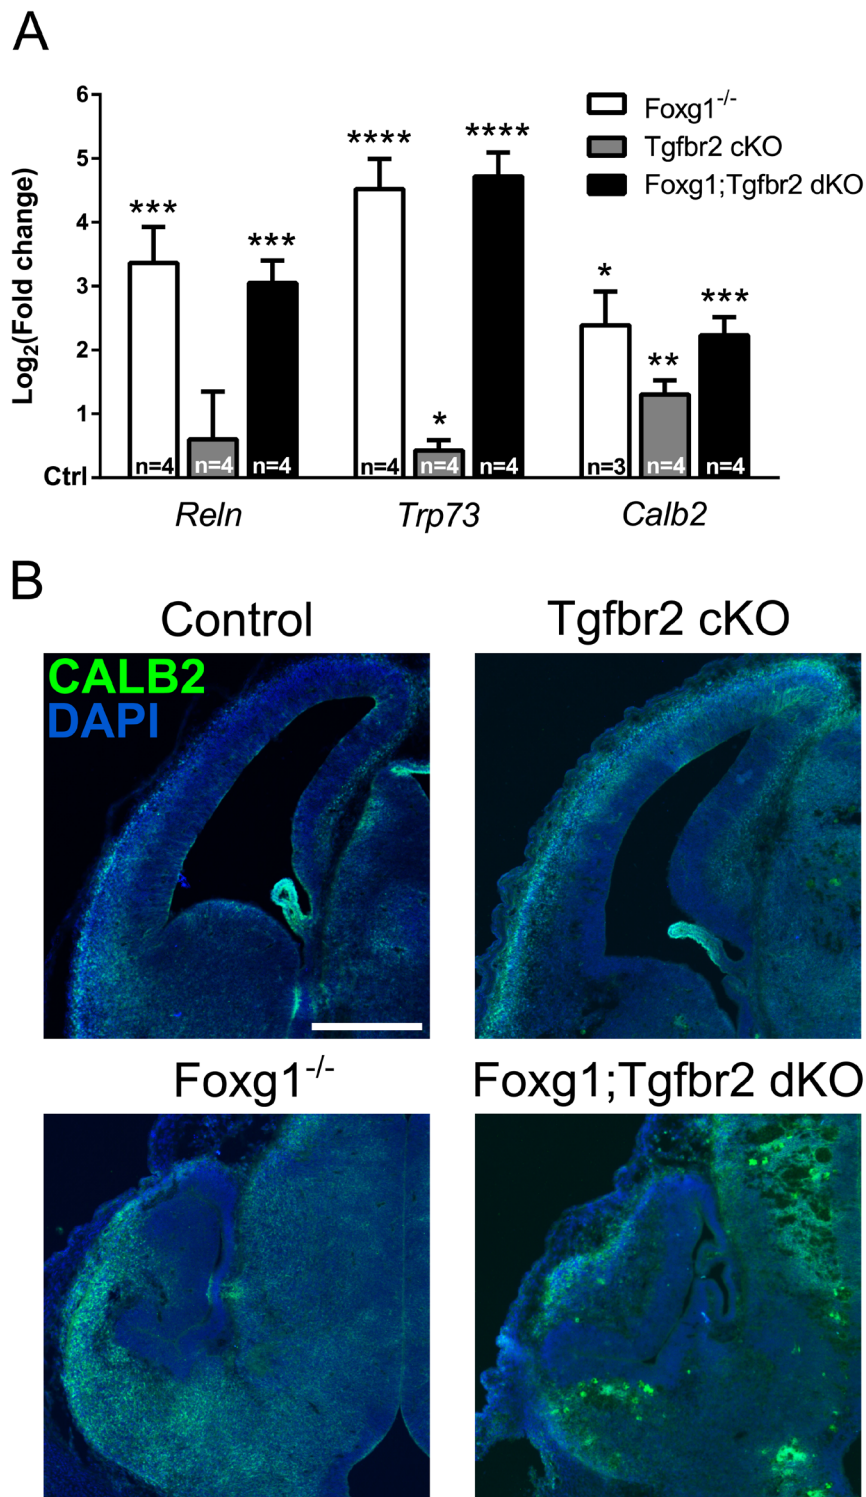 A
Log₂(Fold change)
6
5
4
3
2
1
Ctrl
Foxg1⁻/⁻
Tgfbr2 cKO
Foxg1;Tgfbr2 dKO
*** *** **** * **** * ** ***
n=4 n=4 n=4 n=4 n=4 n=4 n=3 n=4 n=4
Reln Trp73 Calb2
B
Control
Tgfbr2 cKO
CALB2
DAPI
Foxg1⁻/⁻
Foxg1;Tgfbr2 dKO